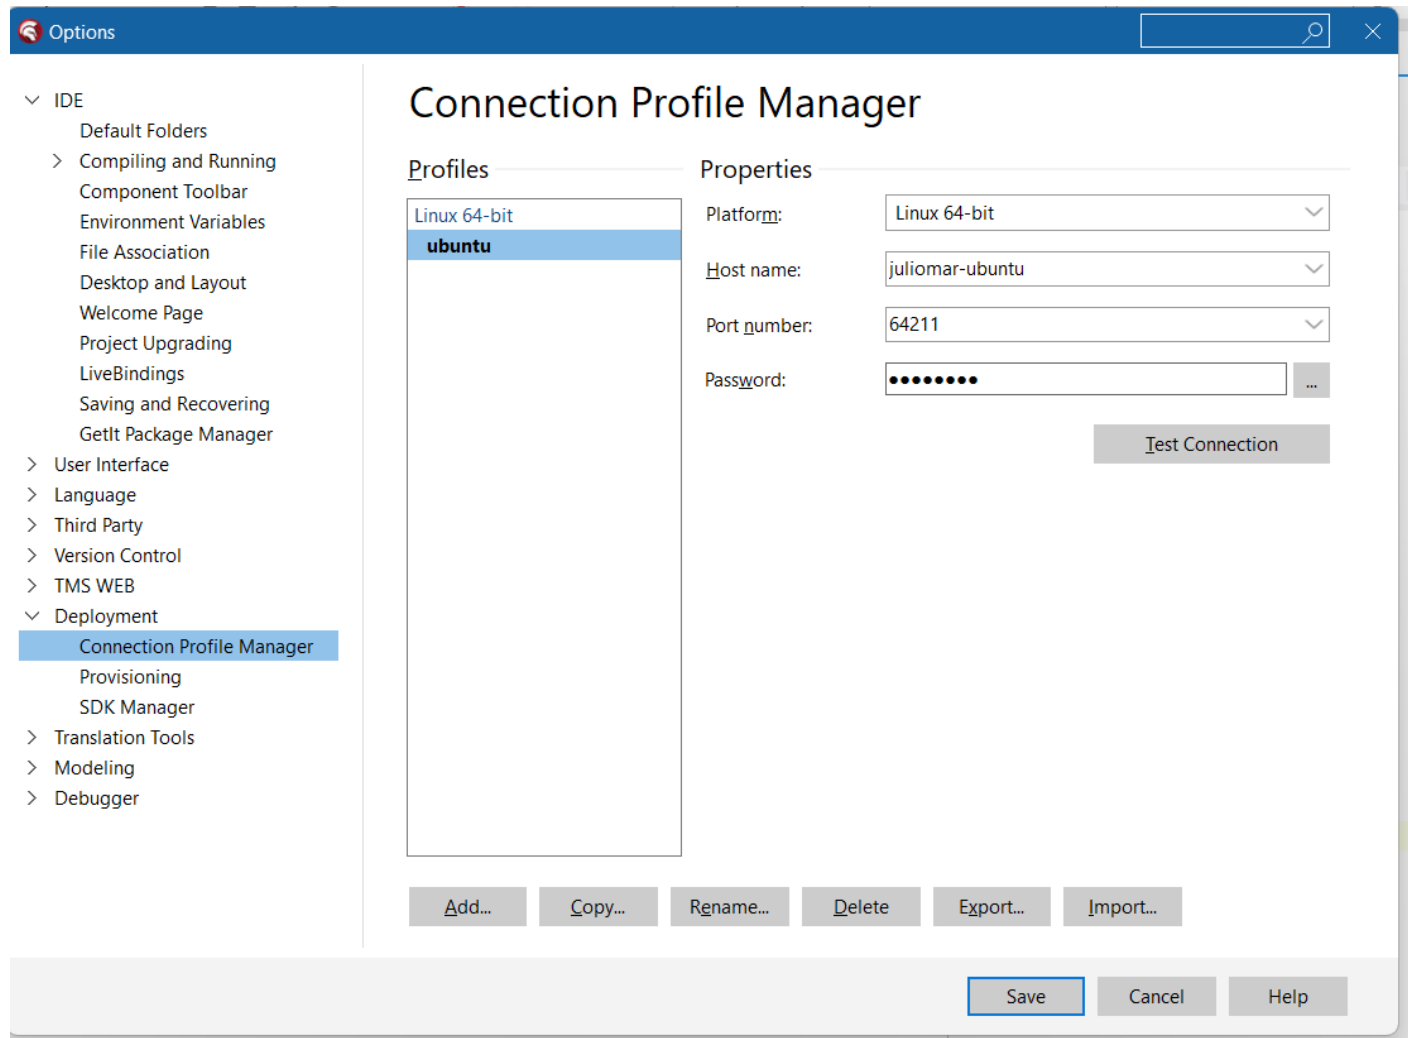 Options
IDE
Default Folders
Compiling and Running
Component Toolbar
Environment Variables
File Association
Desktop and Layout
Welcome Page
Project Upgrading
LiveBindings
Saving and Recovering
GetIt Package Manager
User Interface
Language
Third Party
Version Control
TMS WEB
Deployment
Connection Profile Manager
Provisioning
SDK Manager
Translation Tools
Modeling
Debugger
Connection Profile Manager
Profiles
Linux 64-bit
ubuntu
Properties
Platform: Linux 64-bit
Host name: juliomar-ubuntu
Port number: 64211
Password: ●●●●●●●● ...
Test Connection
Add... Copy... Rename... Delete Export... Import...
Save Cancel Help